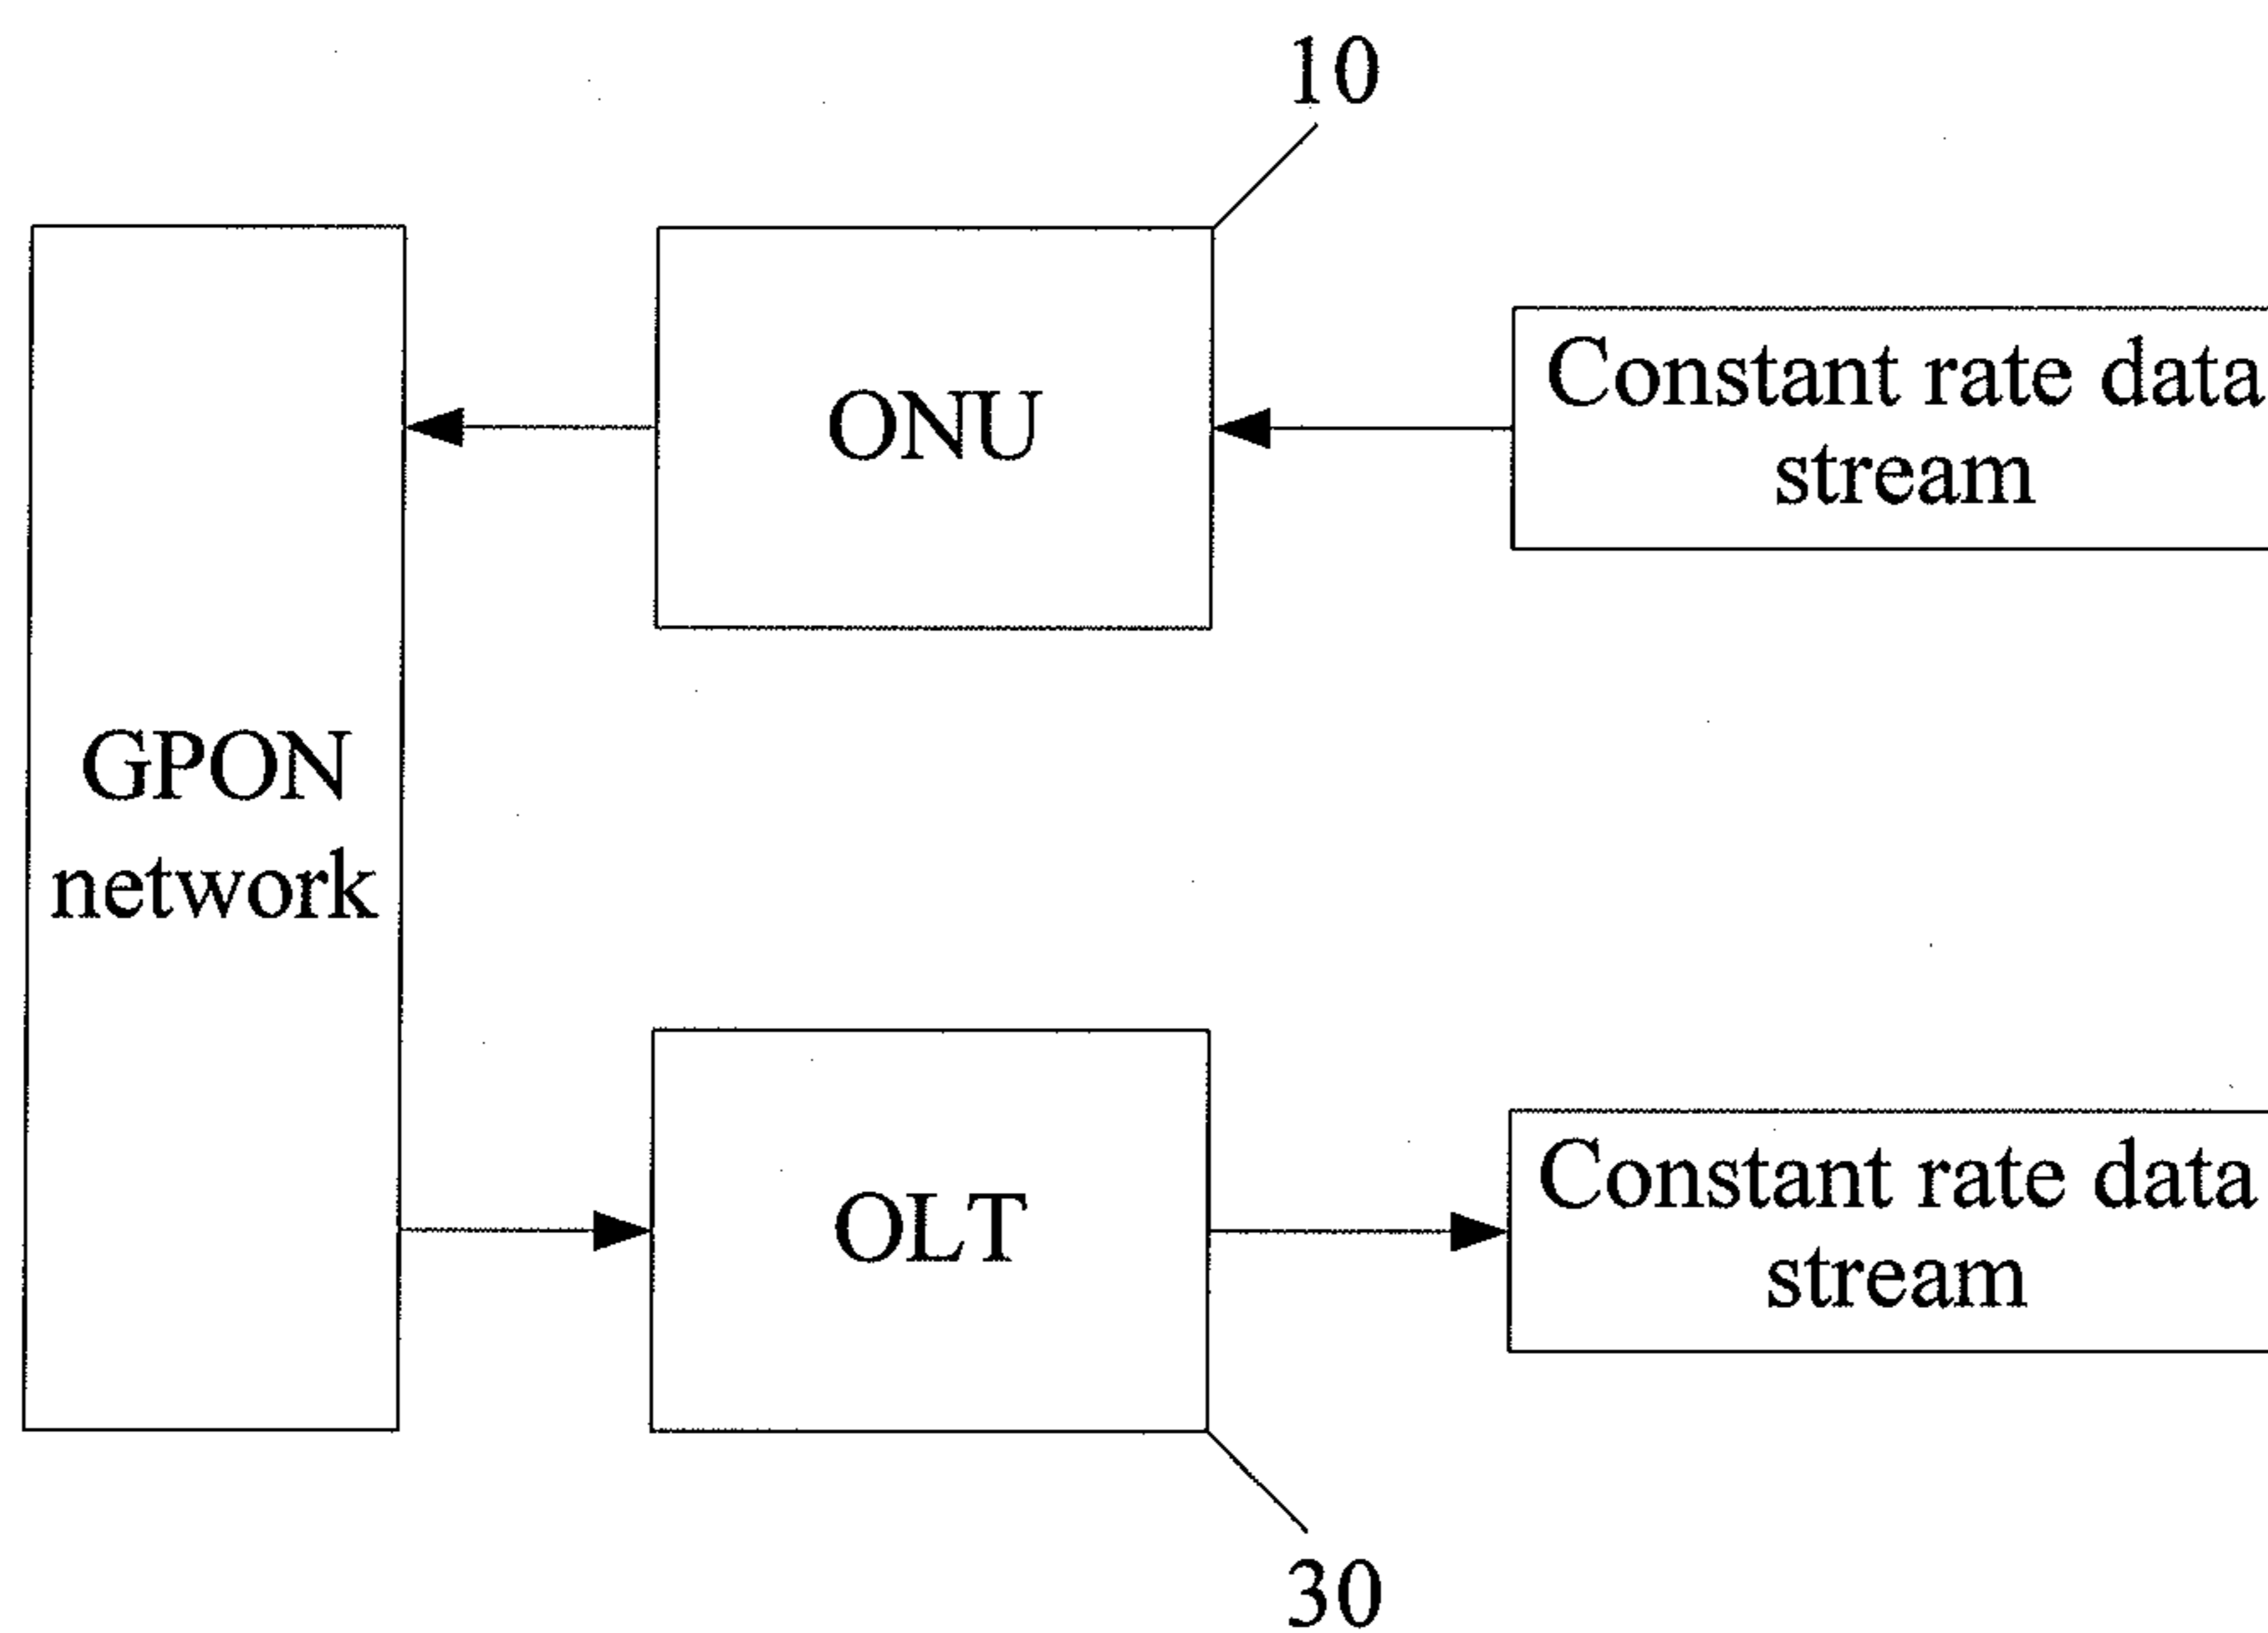 10
ONU
Constant rate data
stream
GPON
network
OLT
Constant rate data
stream
30